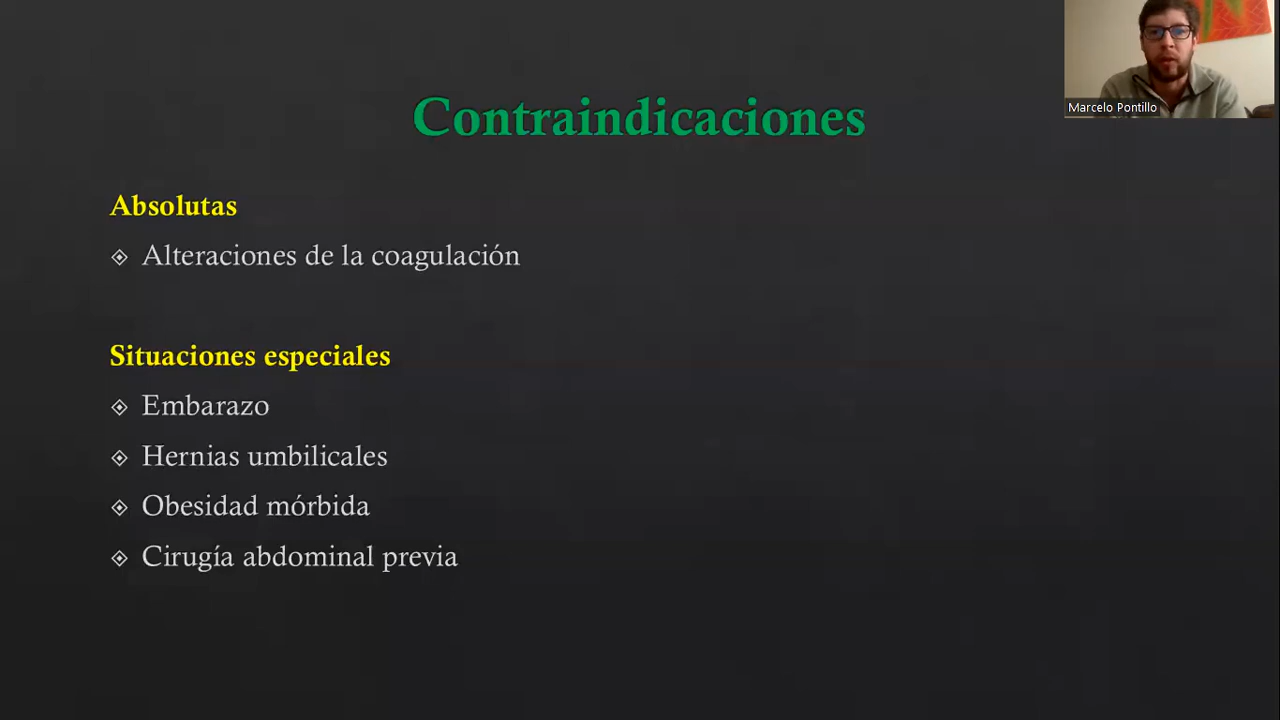 Marcelo Pontillo
Contraindicaciones
Absolutas
Alteraciones de la coagulación
Situaciones especiales
Embarazo
Hernias umbilicales
Obesidad mórbida
Cirugía abdominal previa